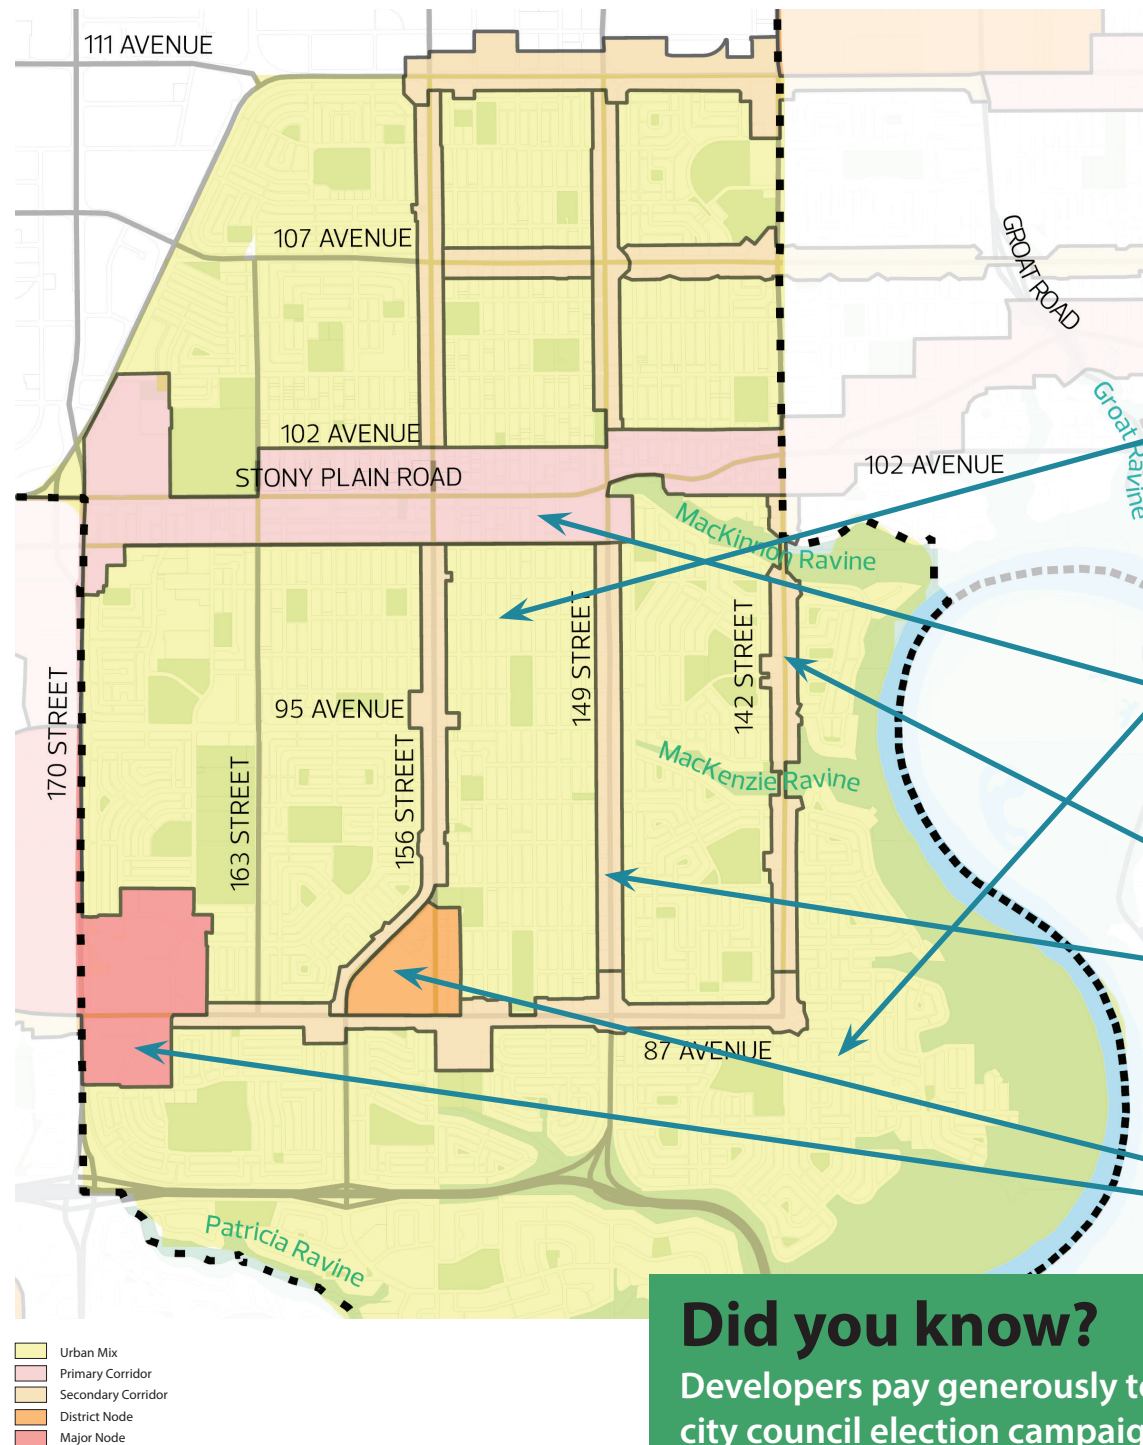 111 AVENUE
107 AVENUE
GROAT ROAD
Groat Ravine
102 AVENUE
102 AVENUE
STONY PLAIN ROAD
MacKinnon Ravine
149 STREET
142 STREET
170 STREET
95 AVENUE
156 STREET
163 STREET
MacKenzie Ravine
87 AVENUE
Patricia Ravine
Urban Mix
Primary Corridor
Secondary Corridor
District Node
Major Node
Did you know?
Developers pay generously to
city council election campaig